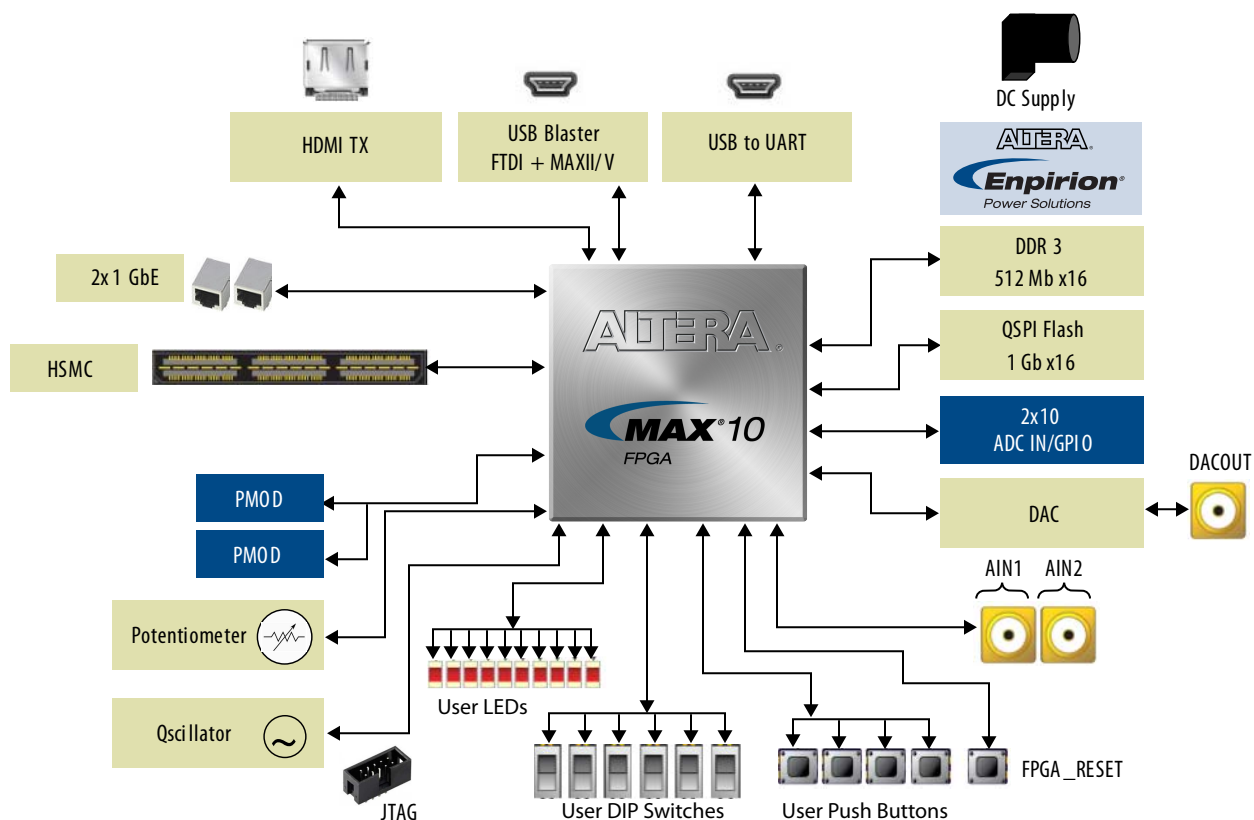 DC Supply
HDMI TX
USB Blaster
FTDI + MAXII/V
USB to UART
ALTERA®
Enpirion®
Power Solutions
2x 1 GbE
DDR 3
512 Mb x16
HSMC
ALTERA®
MAX® 10
FPGA
QSPI Flash
1 Gb x16
2x10
ADC IN/GPIO
DACOUT
PMOD
DAC
PMOD
AIN1
AIN2
Potentiometer
User LEDs
Qscillator
JTAG
User DIP Switches
User Push Buttons
FPGA_RESET